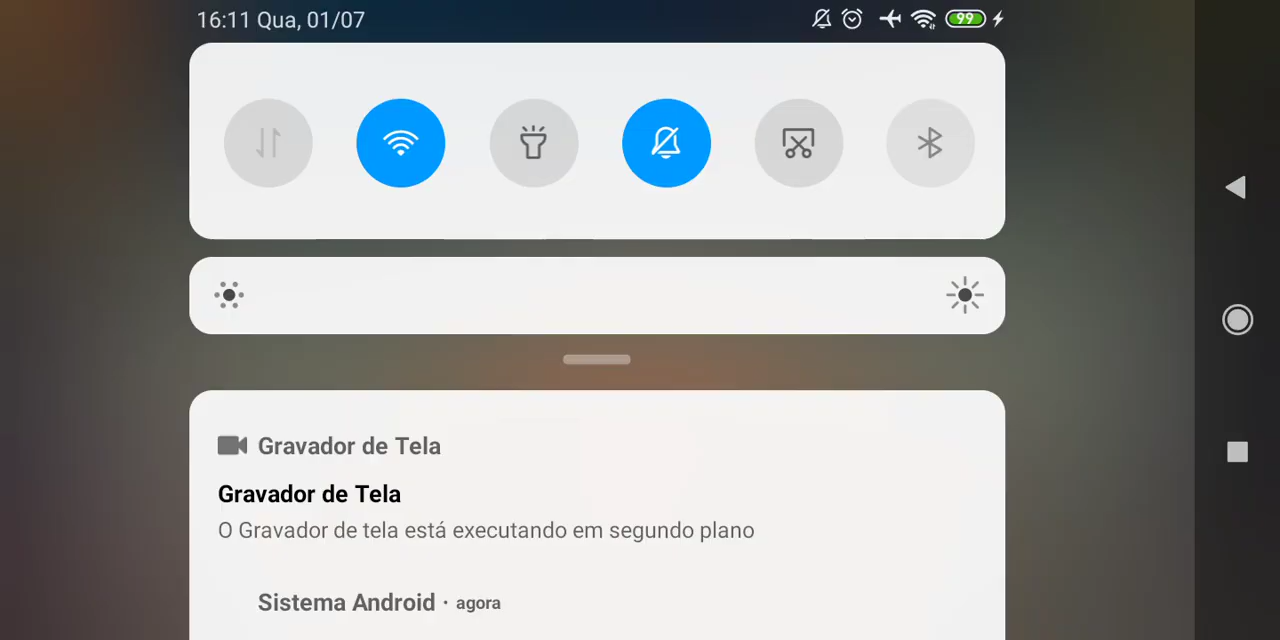 16:11 Qua, 01/07
99
Gravador de Tela
Gravador de Tela
O Gravador de tela está executando em segundo plano
Sistema Android · agora